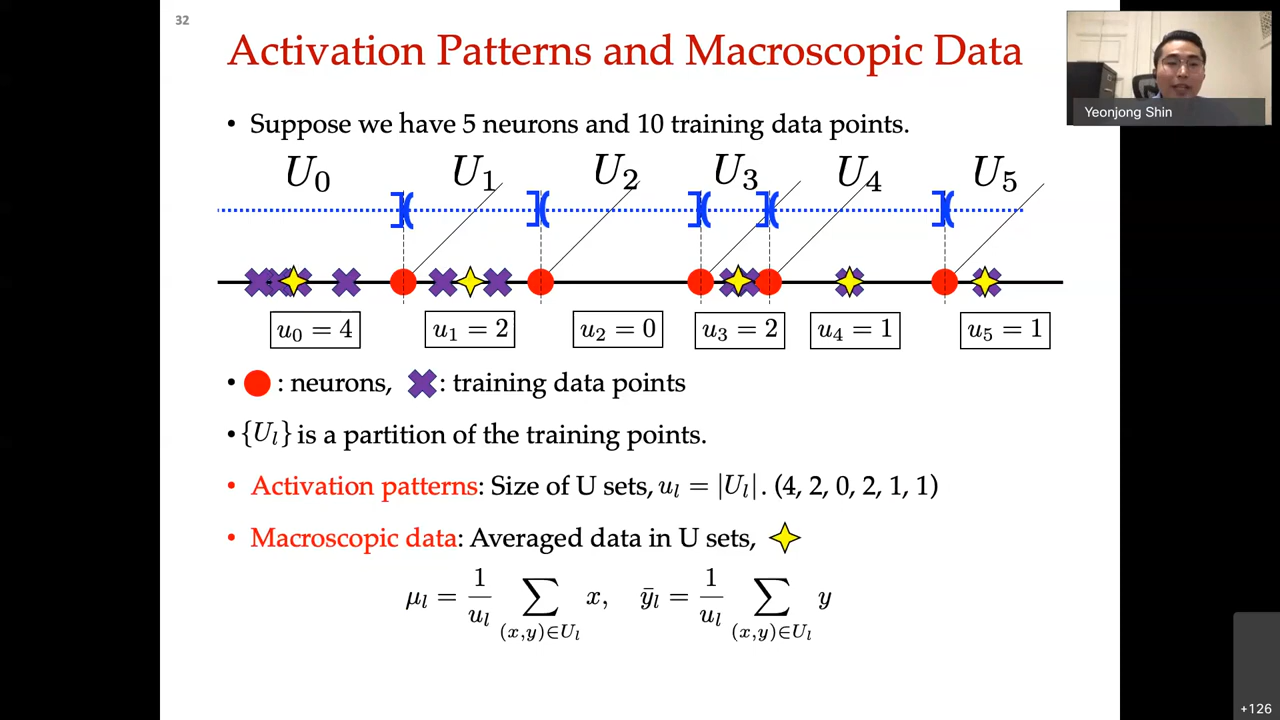 32
Activation Patterns and Macroscopic Data
Yeonjong Shin
• Suppose we have 5 neurons and 10 training data points.
U₀ U₁ U₂ U₃ U₄ U₅
](  ](  ](  ](  ](
u₀ = 4 u₁ = 2 u₂ = 0 u₃ = 2 u₄ = 1 u₅ = 1
• : neurons, : training data points
• {Uₗ} is a partition of the training points.
• Activation patterns: Size of U sets, uₗ = |Uₗ|. (4, 2, 0, 2, 1, 1)
• Macroscopic data: Averaged data in U sets,
μₗ = 1/uₗ ∑_{(x,y)∈Uₗ} x, ȳₗ = 1/uₗ ∑_{(x,y)∈Uₗ} y
+126